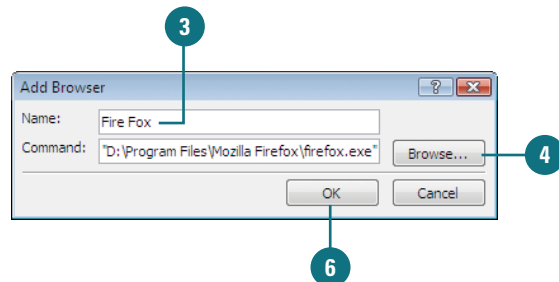 3
Add Browser
Name: Fire Fox
Command: "D:\Program Files\Mozilla Firefox\firefox.exe" Browse... 4
OK Cancel
6